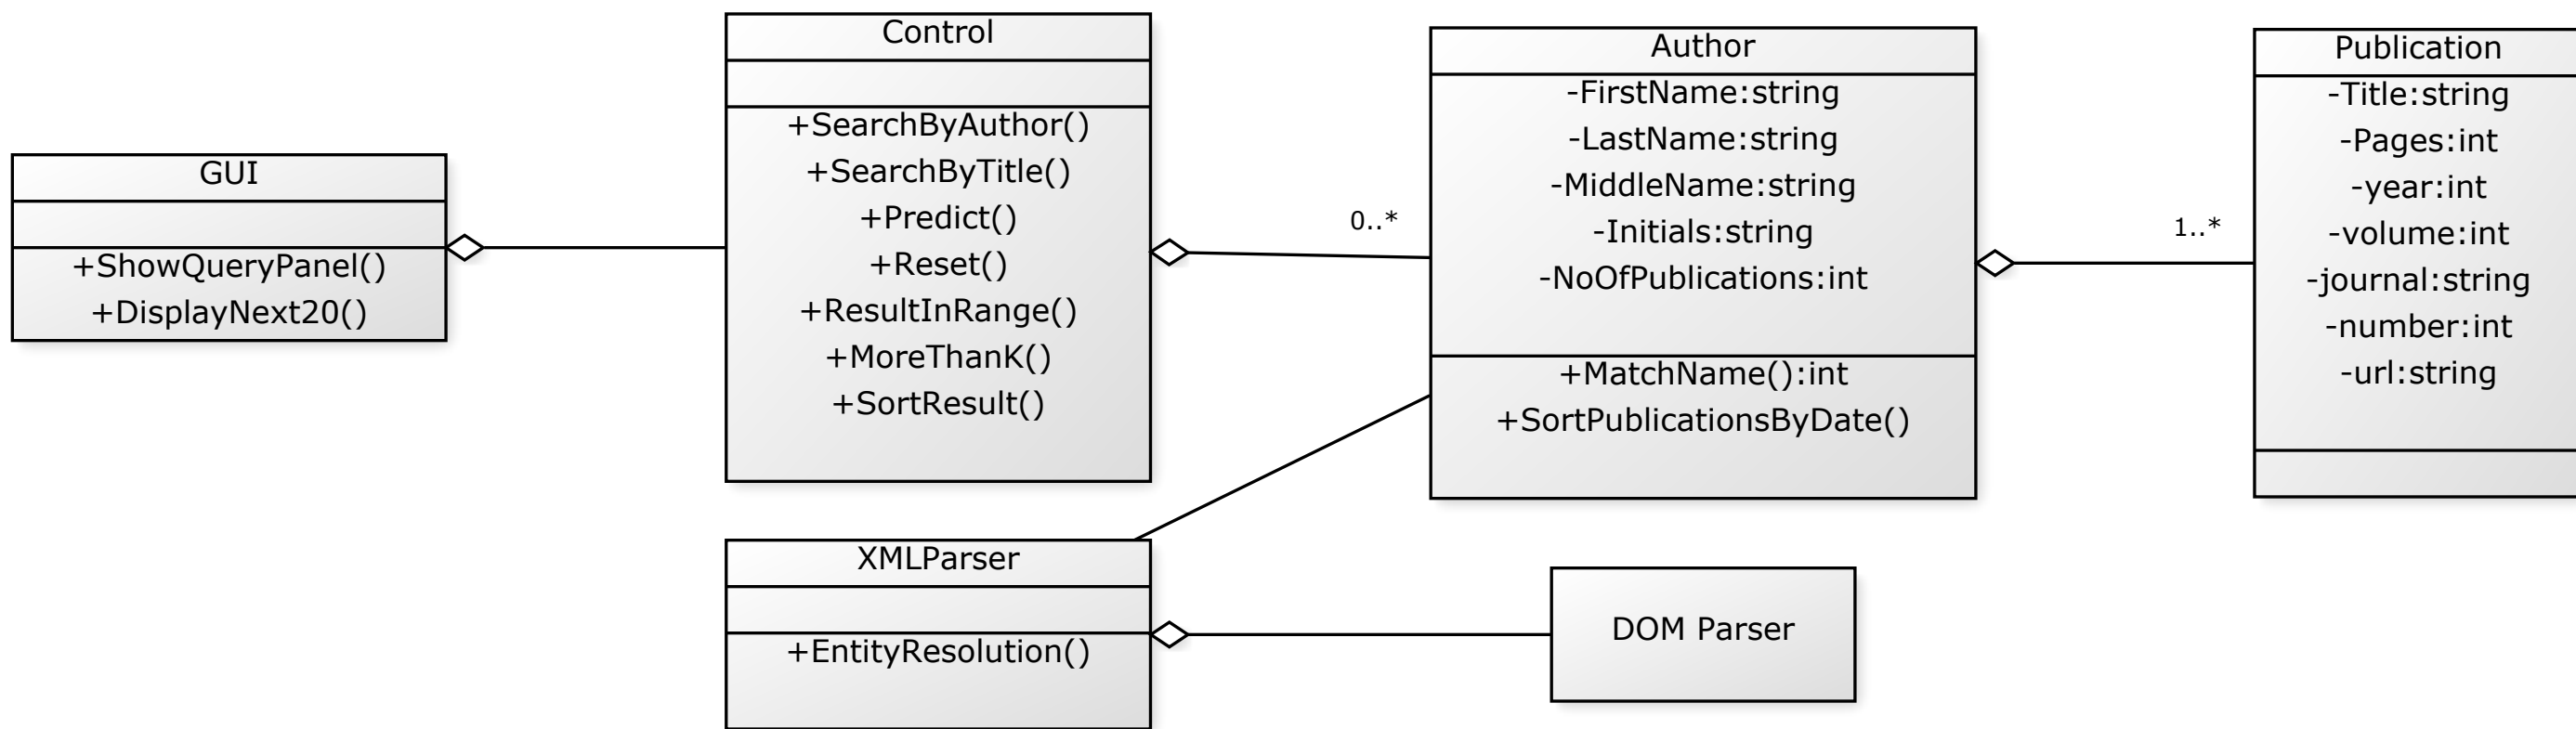 GUI
+ShowQueryPanel()
+DisplayNext20()
Control
+SearchByAuthor()
+SearchByTitle()
+Predict()
+Reset()
+ResultInRange()
+MoreThanK()
+SortResult()
0..*
Author
-FirstName:string
-LastName:string
-MiddleName:string
-Initials:string
-NoOfPublications:int
+MatchName():int
+SortPublicationsByDate()
1..*
Publication
-Title:string
-Pages:int
-year:int
-volume:int
-journal:string
-number:int
-url:string
XMLParser
+EntityResolution()
DOM Parser